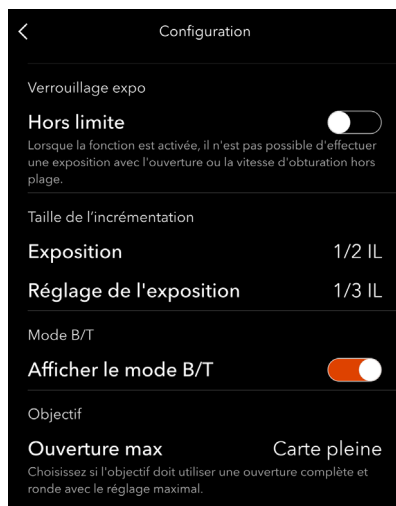 Configuration
Verrouillage expo
Hors limite
Lorsque la fonction est activée, il n'est pas possible d'effectuer
une exposition avec l'ouverture ou la vitesse d'obturation hors
plage.
Taille de l’incrémentation
Exposition 1/2 IL
Réglage de l'exposition 1/3 IL
Mode B/T
Afficher le mode B/T
Objectif
Ouverture max Carte pleine
Choisissez si l'objectif doit utiliser une ouverture complète et
ronde avec le réglage maximal.